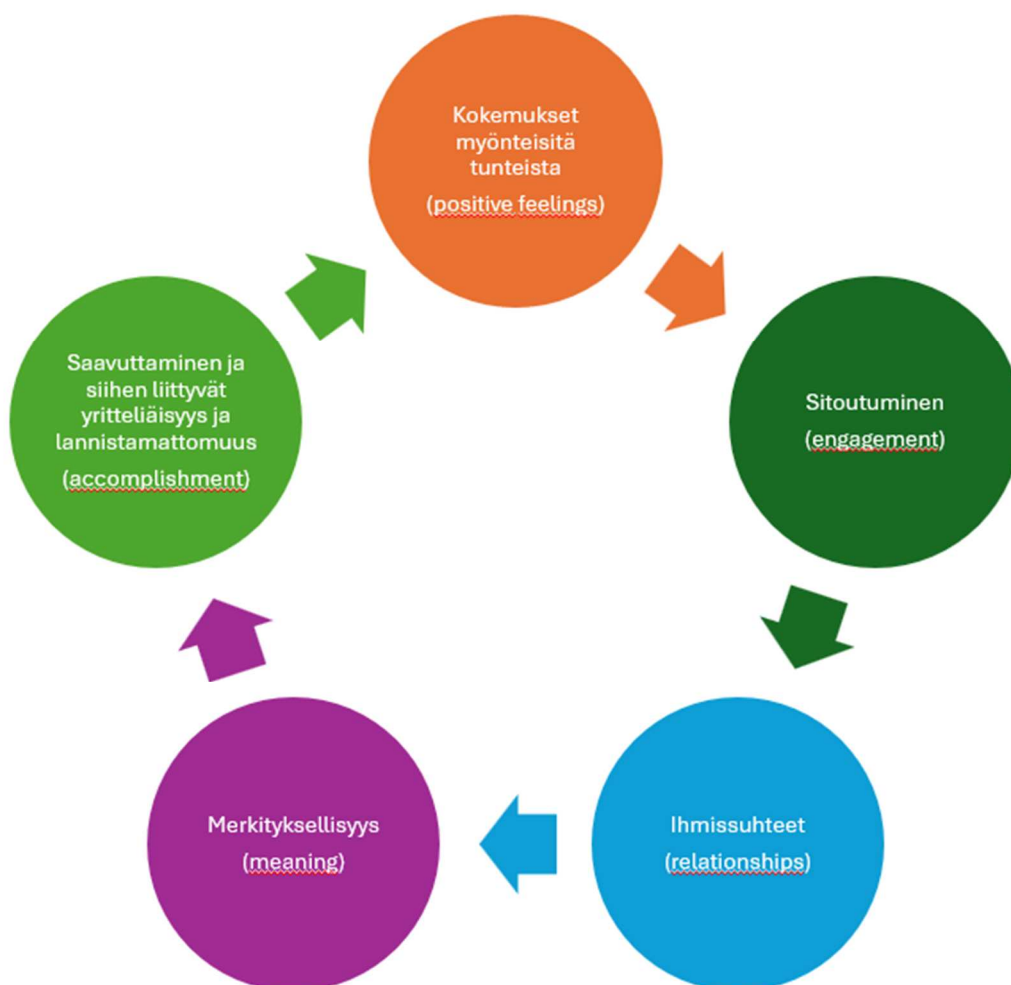 Kokemukset
myönteisitä
tunteista
(positive feelings)
Sitoutuminen
(engagement)
Ihmissuhteet
(relationships)
Merkityksellisyys
(meaning)
Saavuttaminen ja
siihen liittyvät
yritteliäisyys ja
lannistamattomuus
(accomplishment)